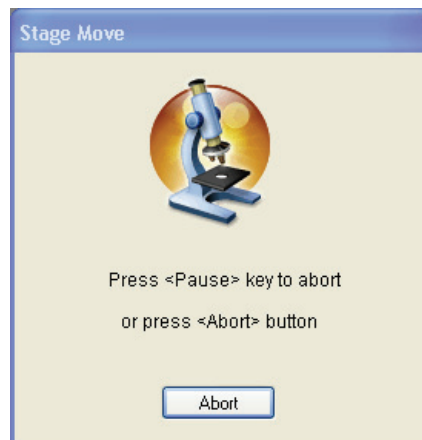 Stage Move
Press <Pause> key to abort
or press <Abort> button
Abort